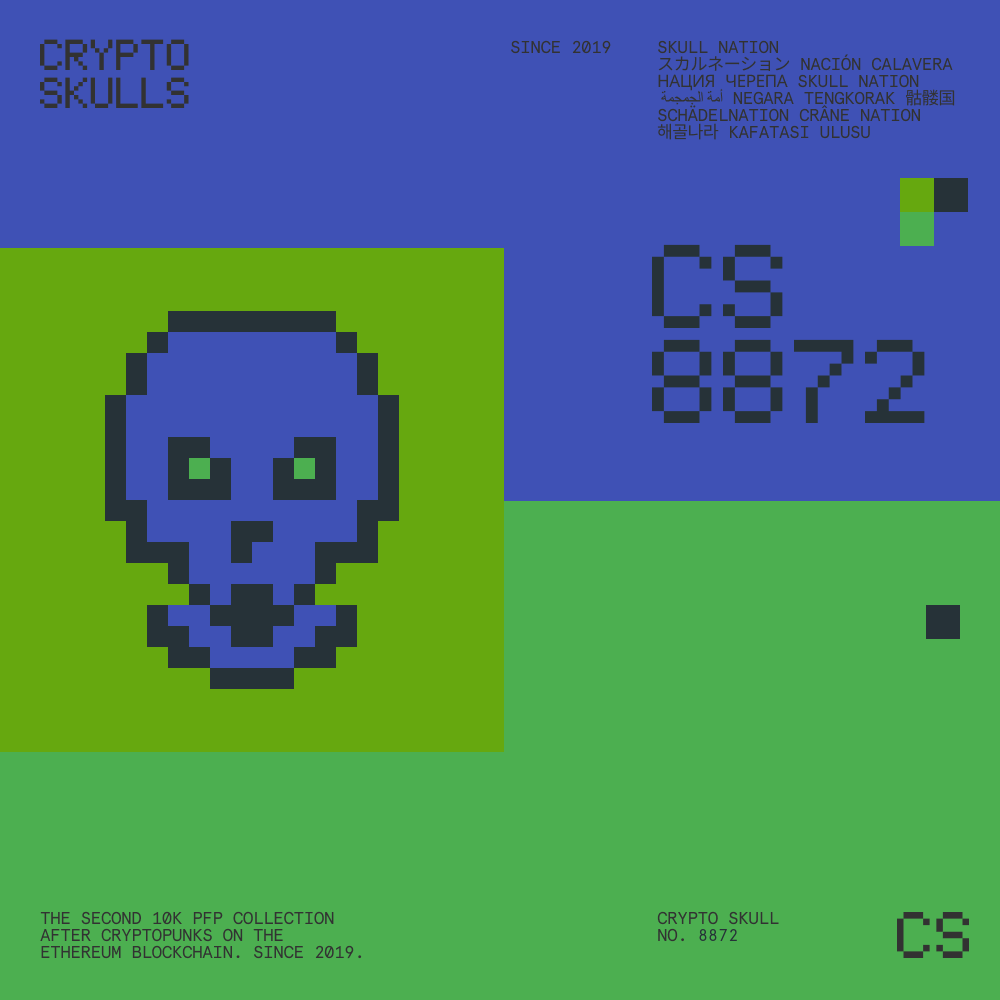 CRYPTO
SKULLS
SINCE 2019
SKULL NATION
スカルネーション NACIÓN CALAVERA
НАЦИЯ ЧЕРЕПА SKULL NATION
أمة الجمجمة NEGARA TENGKORAK 骷髅国
SCHÄDELNATION CRÂNE NATION
해골나라 KAFATASI ULUSU
CS
8872
THE SECOND 10K PFP COLLECTION
AFTER CRYPTOPUNKS ON THE
ETHEREUM BLOCKCHAIN. SINCE 2019.
CRYPTO SKULL
NO. 8872
CS